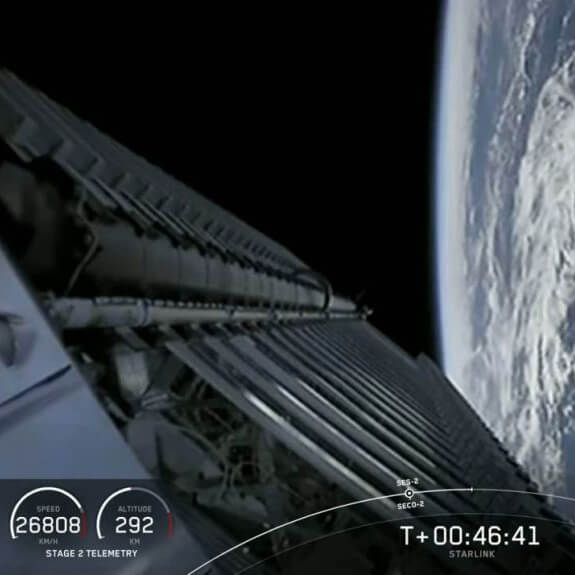 SES-2
SECO-2
SPEED
26808
KM/H
ALTITUDE
292
KM
STAGE 2 TELEMETRY
T+00:46:41
STARLINK